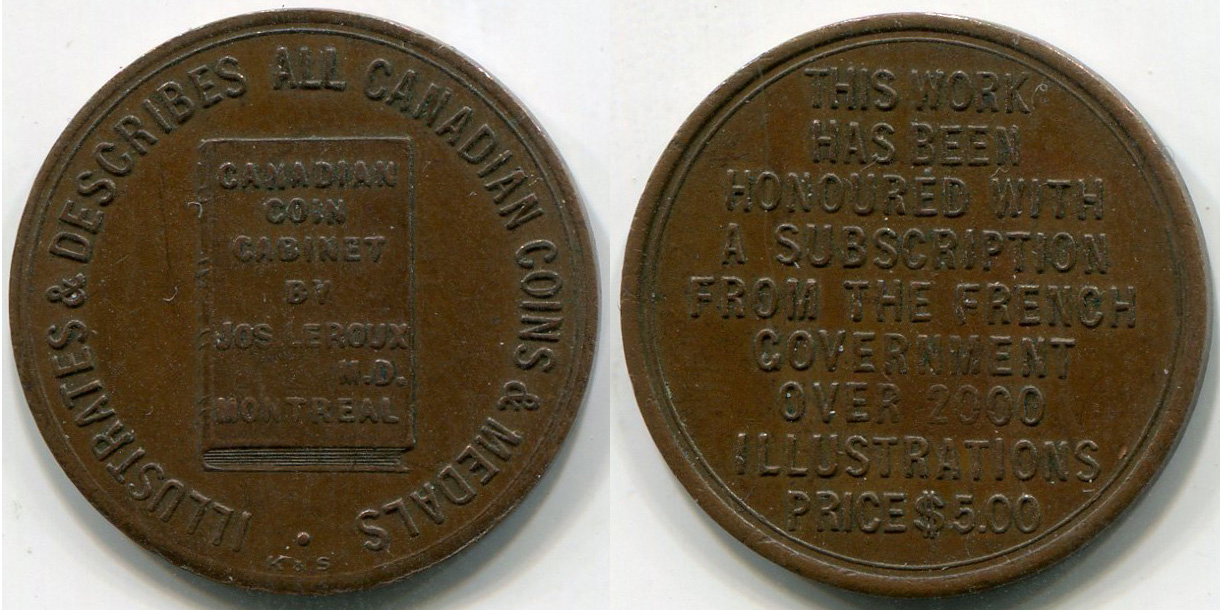 ILLUSTRATES & DESCRIBES ALL CANADIAN COINS & MEDALS
CANADIAN
COIN
CABINET
BY
JOS. LEROUX
M.D.
MONTREAL
K & S
THIS WORK
HAS BEEN
HONOURED WITH
A SUBSCRIPTION
FROM THE FRENCH
GOVERNMENT
OVER 2000
ILLUSTRATIONS
PRICE $5.00